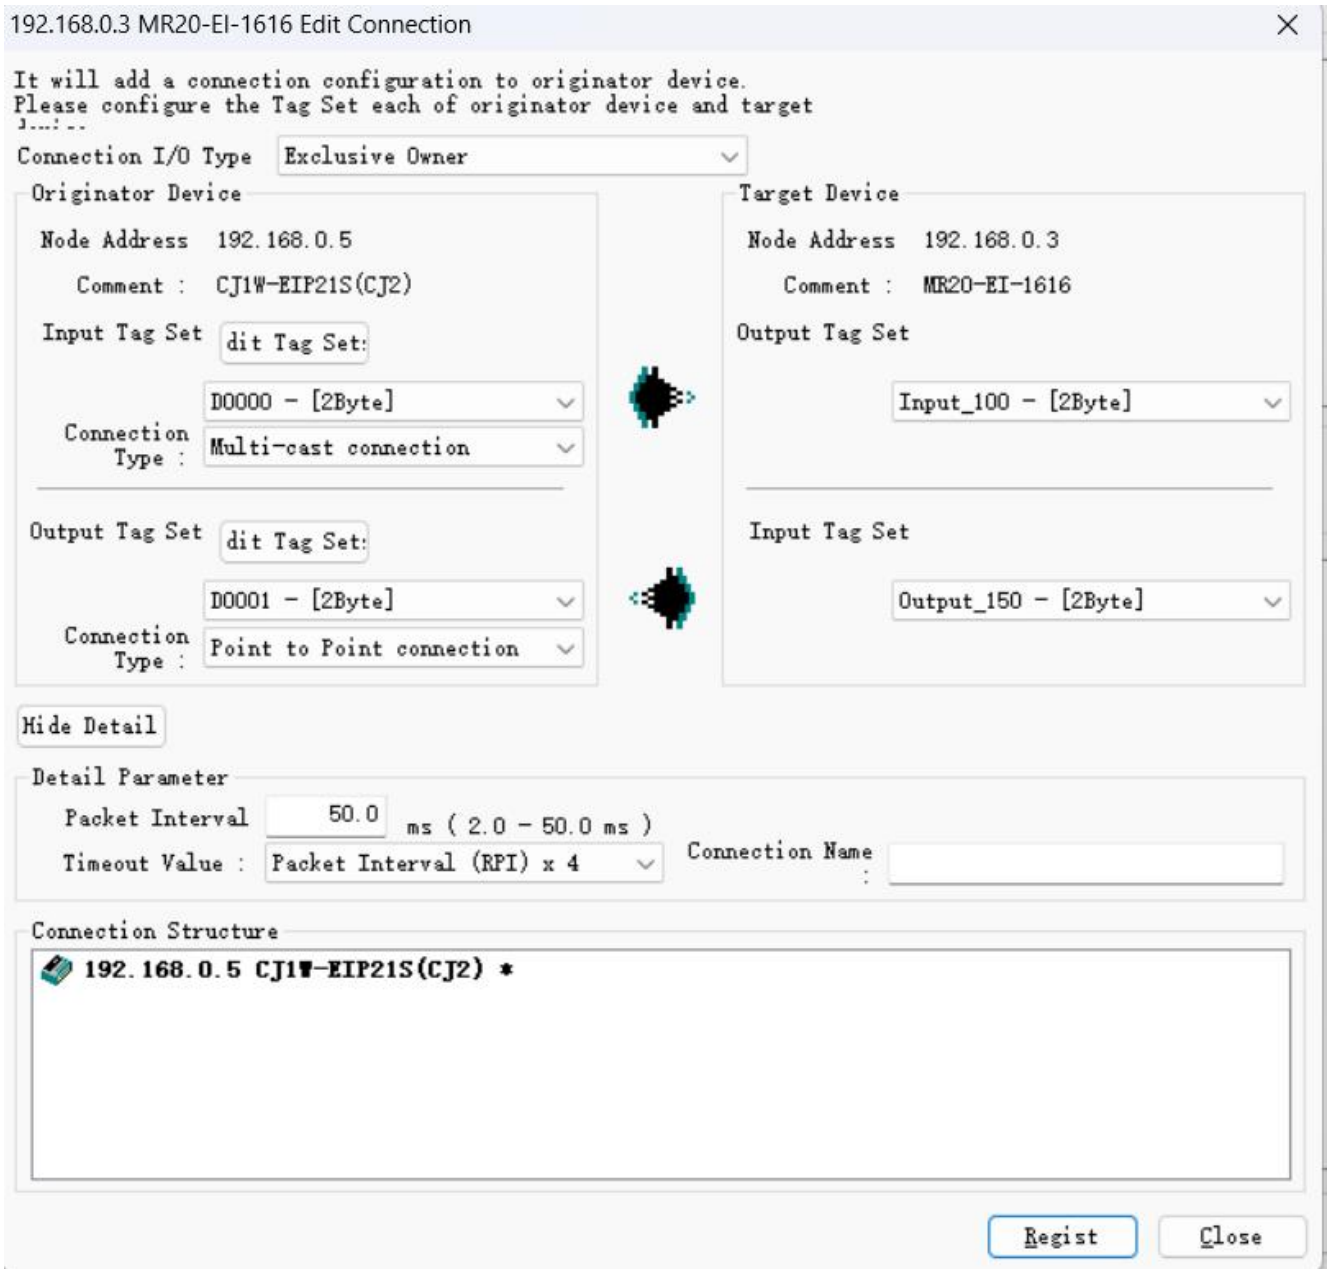 192.168.0.3 MR20-EI-1616 Edit Connection
It will add a connection configuration to originator device.
Please configure the Tag Set each of originator device and target
Connection I/O Type Exclusive Owner
Originator Device
Node Address 192.168.0.5
Comment : CJ1W-EIP21S(CJ2)
Input Tag Set dit Tag Set:
D0000 - [2Byte]
Connection Type : Multi-cast connection
Output Tag Set dit Tag Set:
D0001 - [2Byte]
Connection Type : Point to Point connection
Target Device
Node Address 192.168.0.3
Comment : MR20-EI-1616
Output Tag Set
Input_100 - [2Byte]
Input Tag Set
Output_150 - [2Byte]
Hide Detail
Detail Parameter
Packet Interval 50.0 ms ( 2.0 - 50.0 ms )
Timeout Value : Packet Interval (RPI) x 4
Connection Name :
Connection Structure
192.168.0.5 CJ1W-EIP21S(CJ2) *
Regist Close